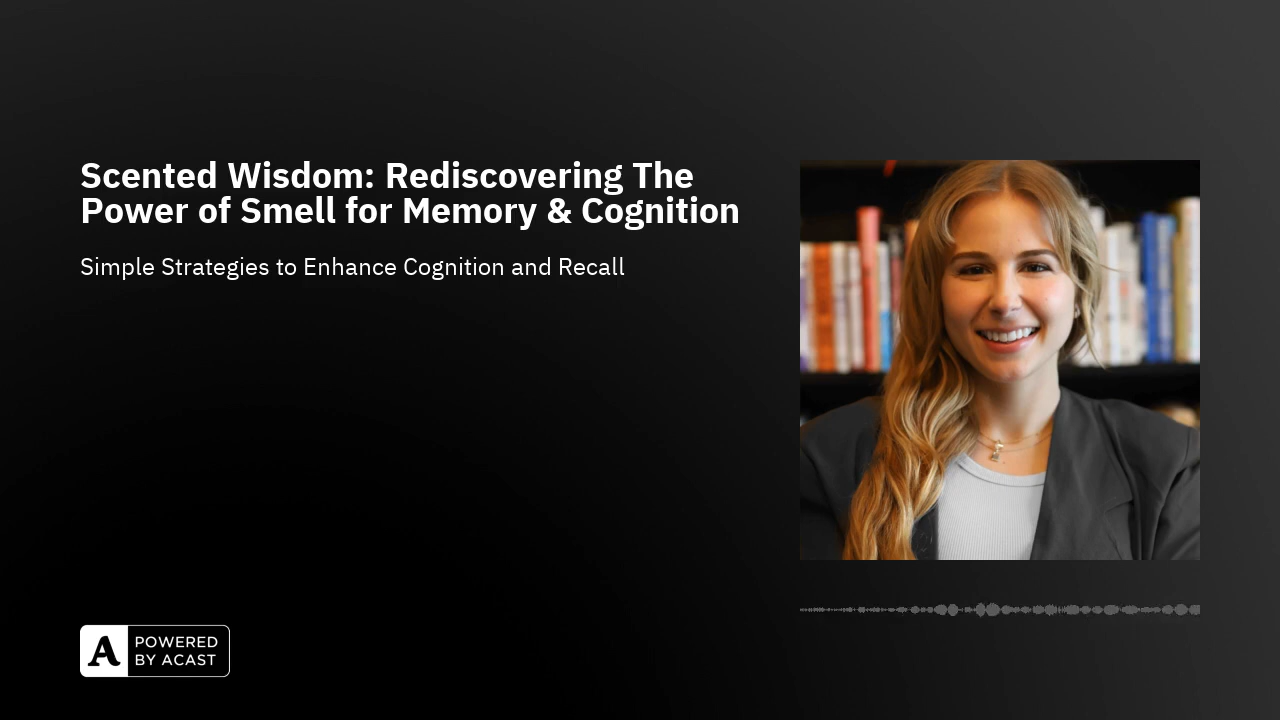 Scented Wisdom: Rediscovering The
Power of Smell for Memory & Cognition
Simple Strategies to Enhance Cognition and Recall
A
POWERED
BY ACAST